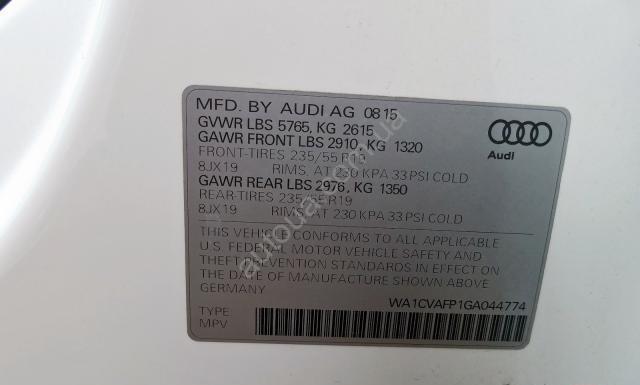 MFD. BY AUDI AG 0815
GVWR LBS 5765, KG 2615
GAWR FRONT LBS 2910, KG 1320
FRONT-TIRES 235/55 R19
8JX19 RIMS, AT 230 KPA 33 PSI COLD
GAWR REAR LBS 2976, KG 1350
REAR-TIRES 235/55 R19
8JX19 RIMS, AT 230 KPA 33 PSI COLD
Audi
THIS VEHICLE CONFORMS TO ALL APPLICABLE
U.S. FEDERAL MOTOR VEHICLE SAFETY AND
THEFT PREVENTION STANDARDS IN EFFECT ON
THE DATE OF MANUFACTURE SHOWN ABOVE
GERMANY
WA1CVAFP1GA044774
TYPE
MPV
autoua.com.ua